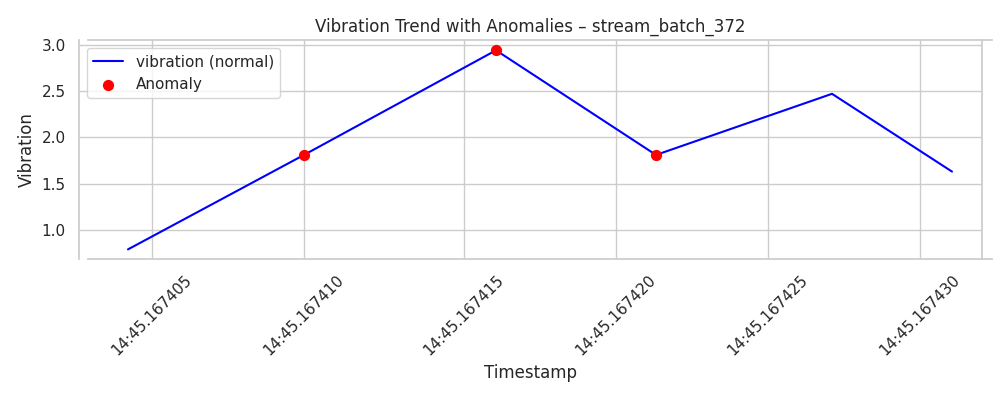 Vibration Trend with Anomalies – stream_batch_372
vibration (normal)
Anomaly
Vibration
3.0
2.5
2.0
1.5
1.0
14:45.167405
14:45.167410
14:45.167415
14:45.167420
14:45.167425
14:45.167430
Timestamp